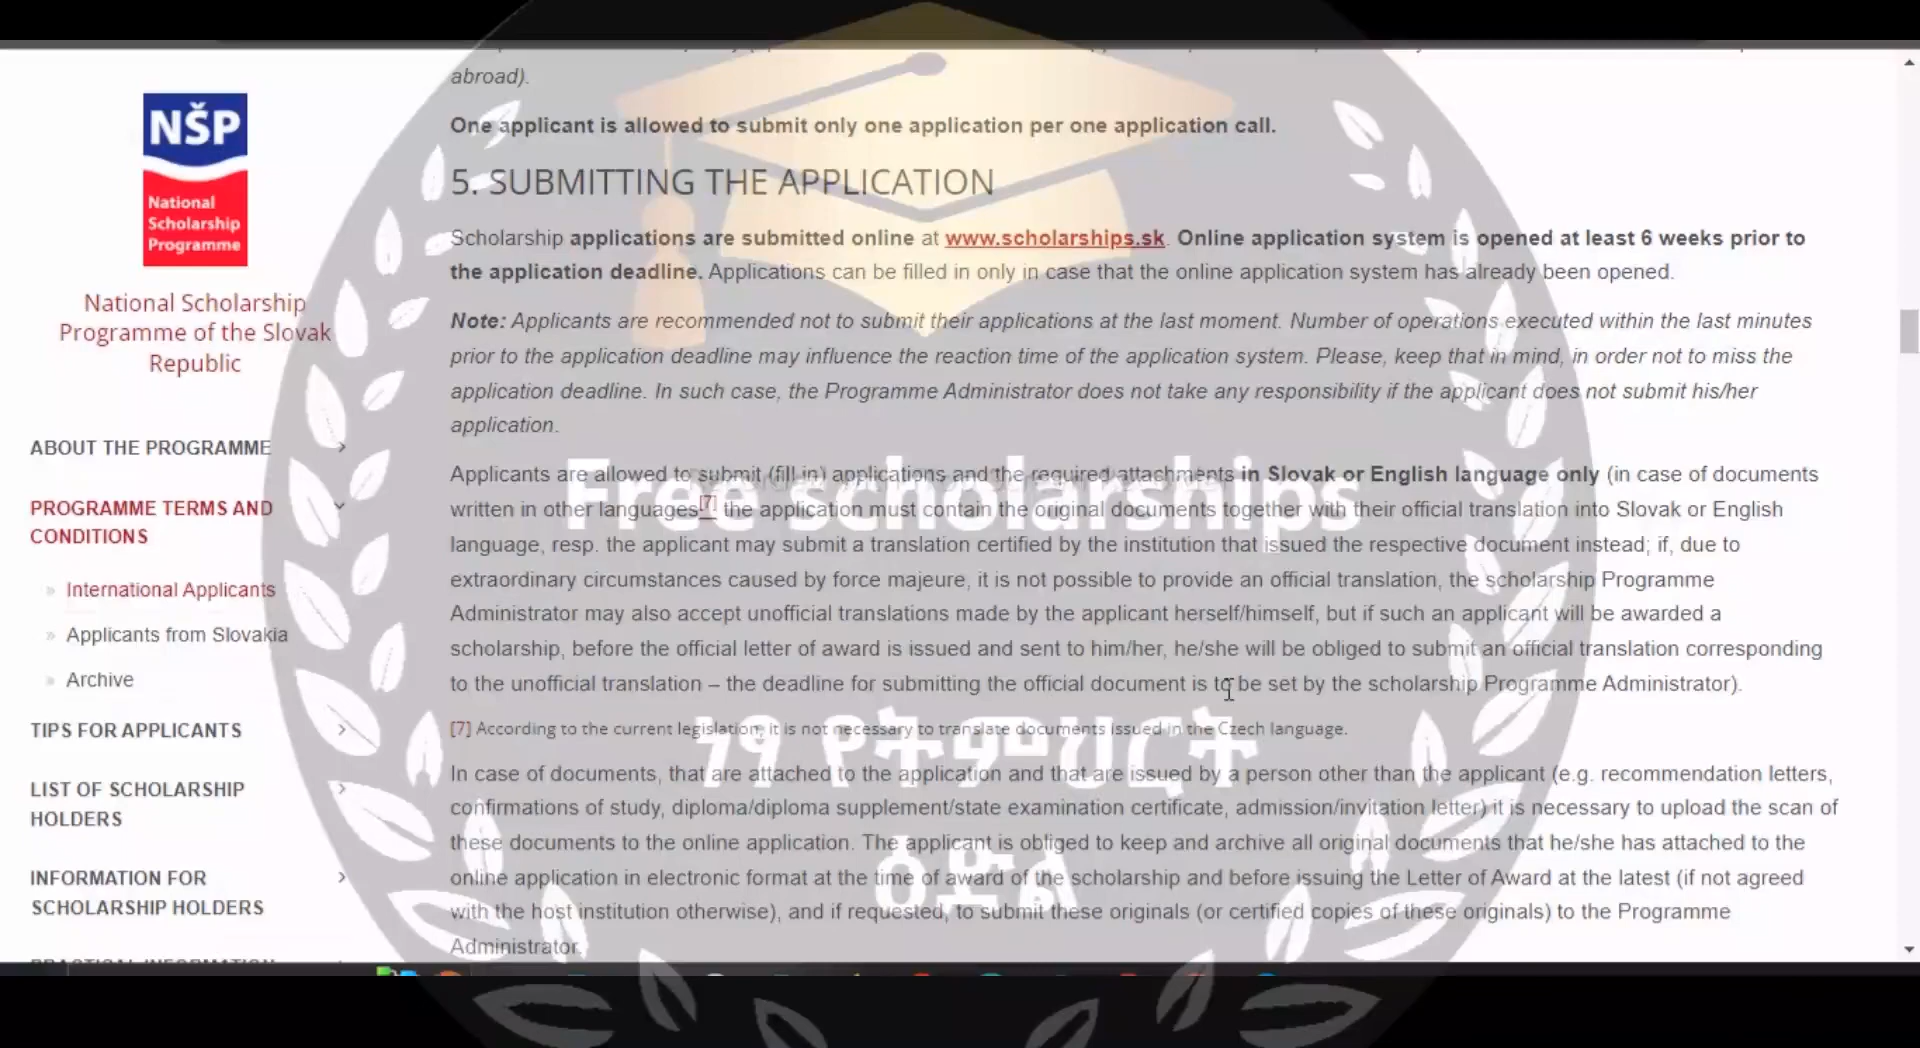 abroad).
One applicant is allowed to submit only one application per one application call.
5. SUBMITTING THE APPLICATION
Scholarship applications are submitted online at www.scholarships.sk. Online application system is opened at least 6 weeks prior to
the application deadline. Applications can be filled in only in case that the online application system has already been opened.
Note: Applicants are recommended not to submit their applications at the last moment. Number of operations executed within the last minutes
prior to the application deadline may influence the reaction time of the application system. Please, keep that in mind, in order not to miss the
application deadline. In such case, the Programme Administrator does not take any responsibility if the applicant does not submit his/her
application.
Applicants are allowed to submit (fill in) applications and the required attachments in Slovak or English language only (in case of documents
written in other languages[7] the application must contain the original documents together with their official translation into Slovak or English
language, resp. the applicant may submit a translation certified by the institution that issued the respective document instead; if, due to
extraordinary circumstances caused by force majeure, it is not possible to provide an official translation, the scholarship Programme
Administrator may also accept unofficial translations made by the applicant herself/himself, but if such an applicant will be awarded a
scholarship, before the official letter of award is issued and sent to him/her, he/she will be obliged to submit an official translation corresponding
to the unofficial translation – the deadline for submitting the official document is to be set by the scholarship Programme Administrator).
[7] According to the current legislation, it is not necessary to translate documents issued in the Czech language.
In case of documents, that are attached to the application and that are issued by a person other than the applicant (e.g. recommendation letters,
confirmations of study, diploma/diploma supplement/state examination certificate, admission/invitation letter) it is necessary to upload the scan of
these documents to the online application. The applicant is obliged to keep and archive all original documents that he/she has attached to the
online application in electronic format at the time of award of the scholarship and before issuing the Letter of Award at the latest (if not agreed
with the host institution otherwise), and if requested, to submit these originals (or certified copies of these originals) to the Programme
Administrator.
NŠP
National
Scholarship
Programme
National Scholarship
Programme of the Slovak
Republic
ABOUT THE PROGRAMME
PROGRAMME TERMS AND
CONDITIONS
» International Applicants
» Applicants from Slovakia
» Archive
TIPS FOR APPLICANTS
LIST OF SCHOLARSHIP
HOLDERS
INFORMATION FOR
SCHOLARSHIP HOLDERS
PRACTICAL INFORMATION
Free scholarships
ነፃ የትምህርት
ዕድል